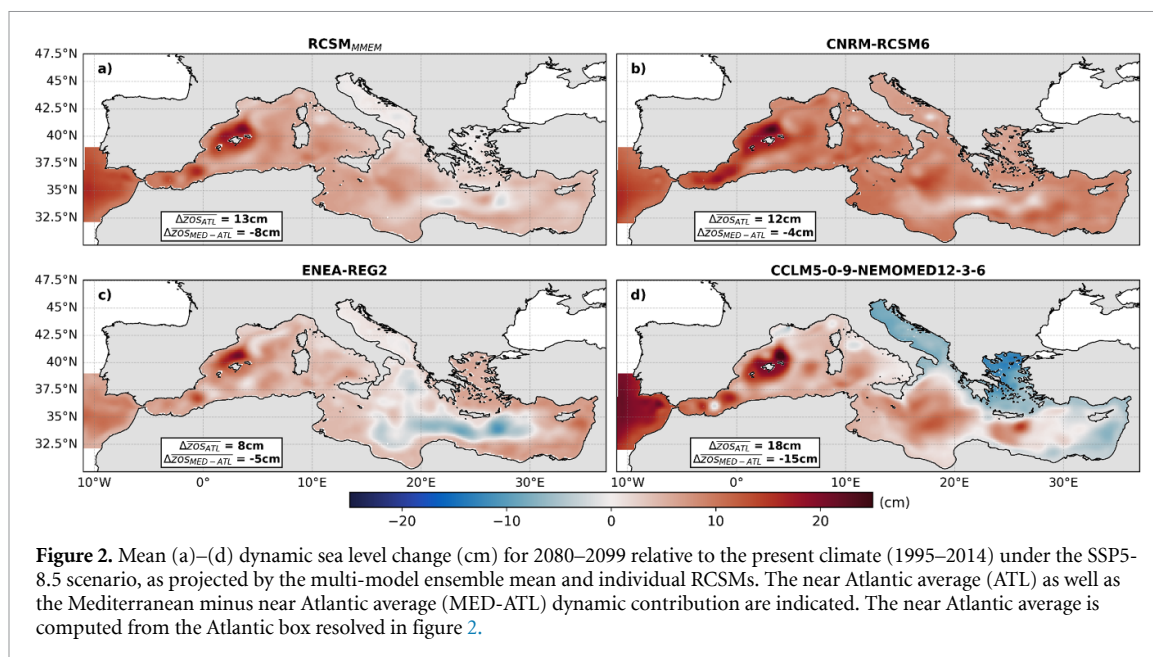 RCSM_MMEM
CNRM-RCSM6
47.5°N
45.0°N
42.5°N
40.0°N
37.5°N
35.0°N
32.5°N
a)
Δzos_ATL = 13cm
Δzos_MED−ATL = -8cm
b)
Δzos_ATL = 12cm
Δzos_MED−ATL = -4cm
ENEA-REG2
CCLM5-0-9-NEMOMED12-3-6
47.5°N
45.0°N
42.5°N
40.0°N
37.5°N
35.0°N
32.5°N
c)
Δzos_ATL = 8cm
Δzos_MED−ATL = -5cm
d)
Δzos_ATL = 18cm
Δzos_MED−ATL = -15cm
10°W 0° 10°E 20°E 30°E 10°W 0° 10°E 20°E 30°E
(cm)
−20 −10 0 10 20
Figure 2. Mean (a)–(d) dynamic sea level change (cm) for 2080–2099 relative to the present climate (1995–2014) under the SSP5-
8.5 scenario, as projected by the multi-model ensemble mean and individual RCSMs. The near Atlantic average (ATL) as well as
the Mediterranean minus near Atlantic average (MED-ATL) dynamic contribution are indicated. The near Atlantic average is
computed from the Atlantic box resolved in figure 2.